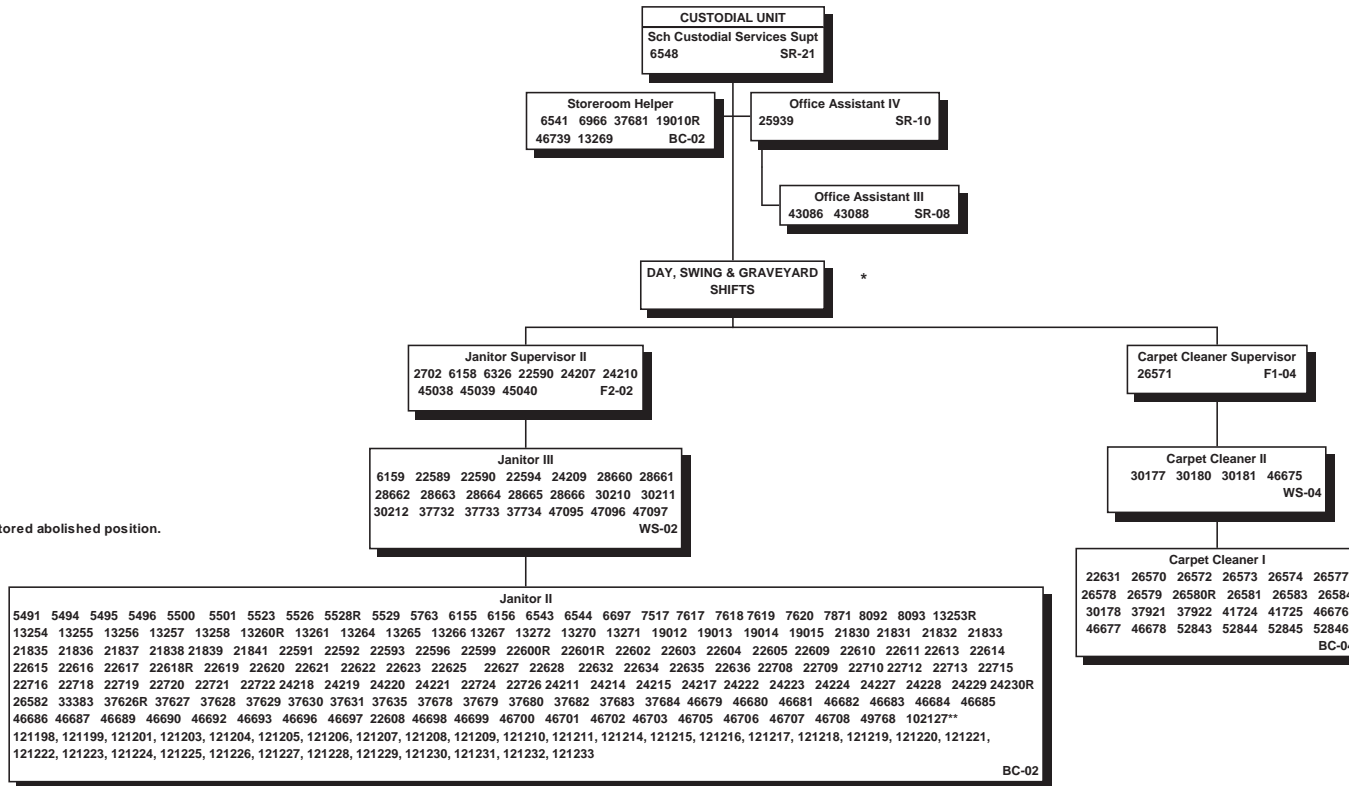 CUSTODIAL UNIT
Sch Custodial Services Supt
6548 SR-21
Storeroom Helper
6541 6966 37681 19010R
46739 13269 BC-02
Office Assistant IV
25939 SR-10
Office Assistant III
43086 43088 SR-08
DAY, SWING & GRAVEYARD
SHIFTS
*
Janitor Supervisor II
2702 6158 6326 22590 24207 24210
45038 45039 45040 F2-02
Carpet Cleaner Supervisor
26571 F1-04
Janitor III
6159 22589 22590 22594 24209 28660 28661
28662 28663 28664 28665 28666 30210 30211
30212 37732 37733 37734 47095 47096 47097
WS-02
Carpet Cleaner II
30177 30180 30181 46675
WS-04
tored abolished position.
Carpet Cleaner I
22631 26570 26572 26573 26574 26577
26578 26579 26580R 26581 26583 26584
30178 37921 37922 41724 41725 46676
46677 46678 52843 52844 52845 52846
BC-04
Janitor II
5491 5494 5495 5496 5500 5501 5523 5526 5528R 5529 5763 6155 6156 6543 6544 6697 7517 7617 7618 7619 7620 7871 8092 8093 13253R
13254 13255 13256 13257 13258 13260R 13261 13264 13265 13266 13267 13272 13270 13271 19012 19013 19014 19015 21830 21831 21832 21833
21835 21836 21837 21838 21839 21841 22591 22592 22593 22596 22599 22600R 22601R 22602 22603 22604 22605 22609 22610 22611 22613 22614
22615 22616 22617 22618R 22619 22620 22621 22622 22623 22625 22627 22628 22632 22634 22635 22636 22708 22709 22710 22712 22713 22715
22716 22718 22719 22720 22721 22722 24218 24219 24220 24221 22724 22726 24211 24214 24215 24217 24222 24223 24224 24227 24228 24229 24230R
26582 33383 37626R 37627 37628 37629 37630 37631 37635 37678 37679 37680 37682 37683 37684 46679 46680 46681 46682 46683 46684 46685
46686 46687 46689 46690 46692 46693 46696 46697 22608 46698 46699 46700 46701 46702 46703 46705 46706 46707 46708 49768 102127**
121198, 121199, 121201, 121203, 121204, 121205, 121206, 121207, 121208, 121209, 121210, 121211, 121214, 121215, 121216, 121217, 121218, 121219, 121220, 121221,
121222, 121223, 121224, 121225, 121226, 121227, 121228, 121229, 121230, 121231, 121232, 121233
BC-02